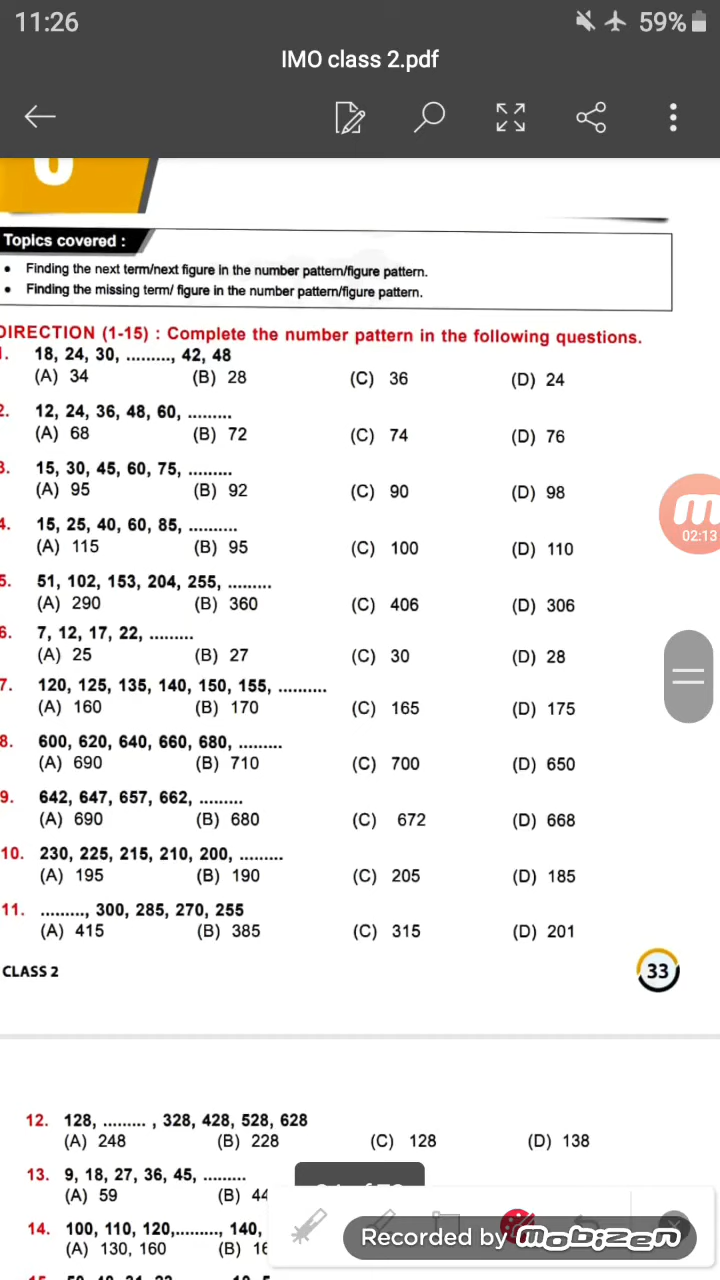 11:26
59%
IMO class 2.pdf
Topics covered :
• Finding the next term/next figure in the number pattern/figure pattern.
• Finding the missing term/ figure in the number pattern/figure pattern.
DIRECTION (1-15) : Complete the number pattern in the following questions.
1. 18, 24, 30, ........., 42, 48
(A) 34 (B) 28 (C) 36 (D) 24
2. 12, 24, 36, 48, 60, .........
(A) 68 (B) 72 (C) 74 (D) 76
3. 15, 30, 45, 60, 75, .........
(A) 95 (B) 92 (C) 90 (D) 98
4. 15, 25, 40, 60, 85, ..........
(A) 115 (B) 95 (C) 100 (D) 110
5. 51, 102, 153, 204, 255, .........
(A) 290 (B) 360 (C) 406 (D) 306
6. 7, 12, 17, 22, .........
(A) 25 (B) 27 (C) 30 (D) 28
7. 120, 125, 135, 140, 150, 155, ..........
(A) 160 (B) 170 (C) 165 (D) 175
8. 600, 620, 640, 660, 680, .........
(A) 690 (B) 710 (C) 700 (D) 650
9. 642, 647, 657, 662, .........
(A) 690 (B) 680 (C) 672 (D) 668
10. 230, 225, 215, 210, 200, .........
(A) 195 (B) 190 (C) 205 (D) 185
11. ........., 300, 285, 270, 255
(A) 415 (B) 385 (C) 315 (D) 201
CLASS 2
33
02:13
12. 128, ......... , 328, 428, 528, 628
(A) 248 (B) 228 (C) 128 (D) 138
13. 9, 18, 27, 36, 45, .........
(A) 59 (B) 44
14. 100, 110, 120,........., 140,
(A) 130, 160 (B)
Recorded by mobizen